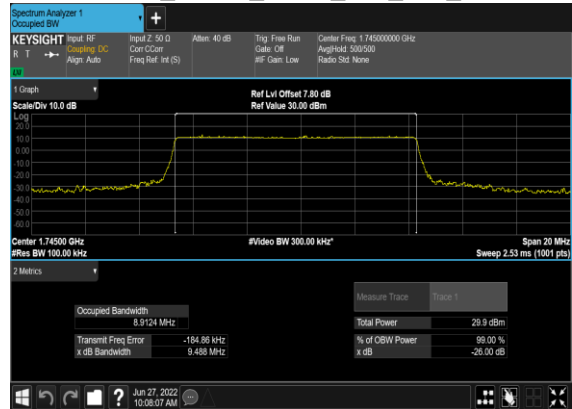 Spectrum Analyzer 1
Occupied BW
+
KEYSIGHT Input: RF Input Z: 50 Ω Atten: 40 dB Trig: Free Run Center Freq: 1.745000000 GHz
R T Coupling: DC Corr CCorr Gate: Off Avg|Hold: 500/500
Align: Auto Freq Ref: Int (S) #IF Gain: Low Radio Std: None
LW
1 Graph
Ref Lvl Offset 7.80 dB
Scale/Div 10.0 dB Ref Value 30.00 dBm
Log
20.0
10.0
0.00
-10.0
-20.0
-30.0
-40.0
-50.0
-60.0
Center 1.74500 GHz #Video BW 300.00 kHz* Span 20 MHz
#Res BW 100.00 kHz Sweep 2.53 ms (1001 pts)
2 Metrics
Measure Trace Trace 1
Occupied Bandwidth
8.9124 MHz Total Power 29.9 dBm
Transmit Freq Error -184.86 kHz % of OBW Power 99.00 %
x dB Bandwidth 9.488 MHz x dB -26.00 dB
? Jun 27, 2022
10:08:07 AM